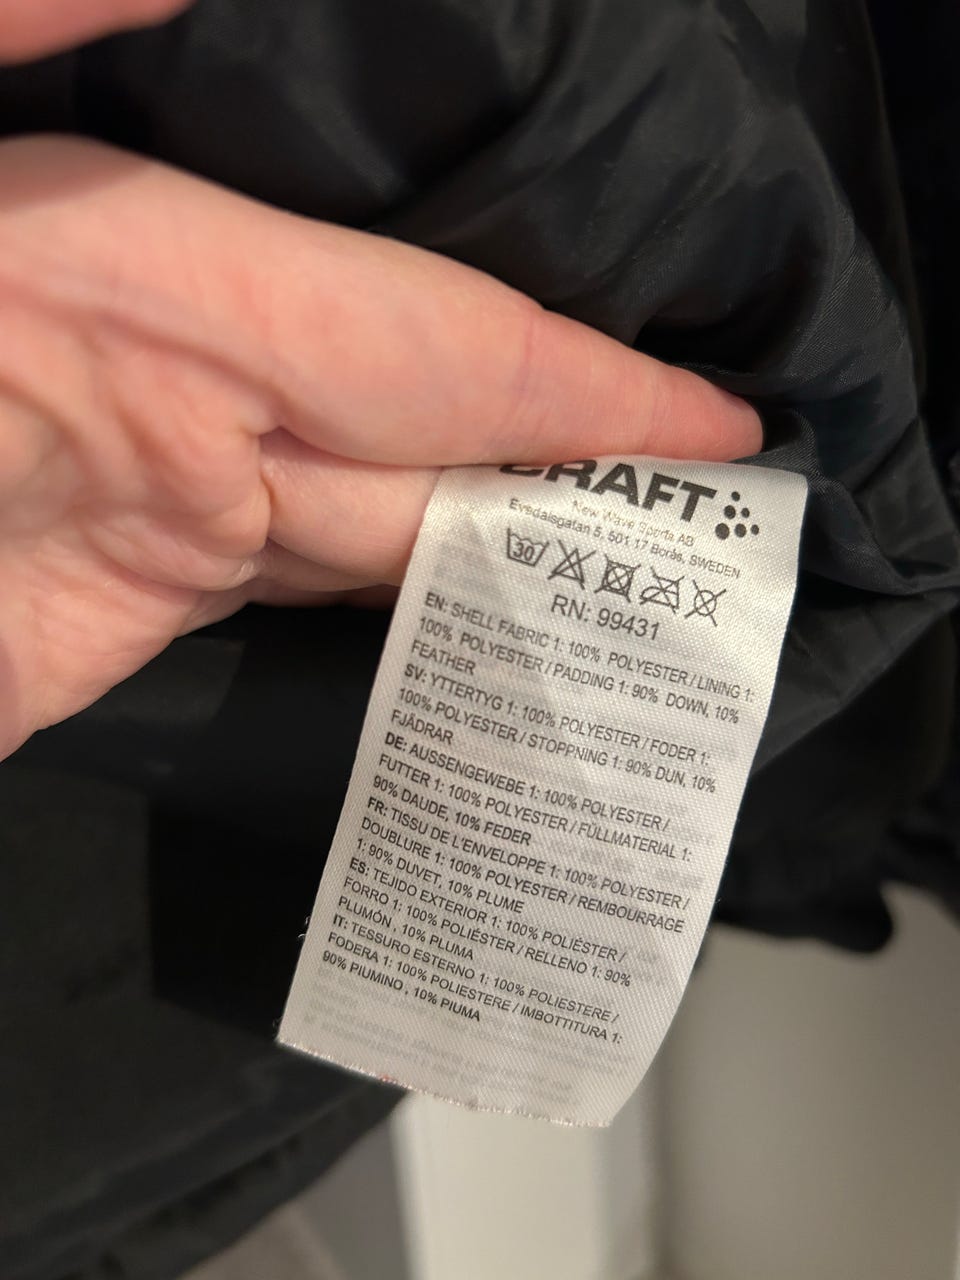 CRAFT
New Wave Sports AB
Evedalsgatan 5, 501 17 Borås, SWEDEN
30
RN: 99431
EN: SHELL FABRIC 1: 100% POLYESTER / LINING 1:
100% POLYESTER / PADDING 1: 90% DOWN, 10%
FEATHER
SV: YTTERTYG 1: 100% POLYESTER / FODER 1:
100% POLYESTER / STOPPNING 1: 90% DUN, 10%
FJÄDRAR
DE: AUSSENGEWEBE 1: 100% POLYESTER /
FUTTER 1: 100% POLYESTER / FÜLLMATERIAL 1:
90% DAUDE, 10% FEDER
FR: TISSU DE L'ENVELOPPE 1: 100% POLYESTER /
DOUBLURE 1: 100% POLYESTER / REMBOURRAGE
1: 90% DUVET, 10% PLUME
ES: TEJIDO EXTERIOR 1: 100% POLIÉSTER /
FORRO 1: 100% POLIÉSTER / RELLENO 1: 90%
PLUMÓN , 10% PLUMA
IT: TESSURO ESTERNO 1: 100% POLIESTERE /
FODERA 1: 100% POLIESTERE / IMBOTTITURA 1:
90% PIUMINO , 10% PIUMA